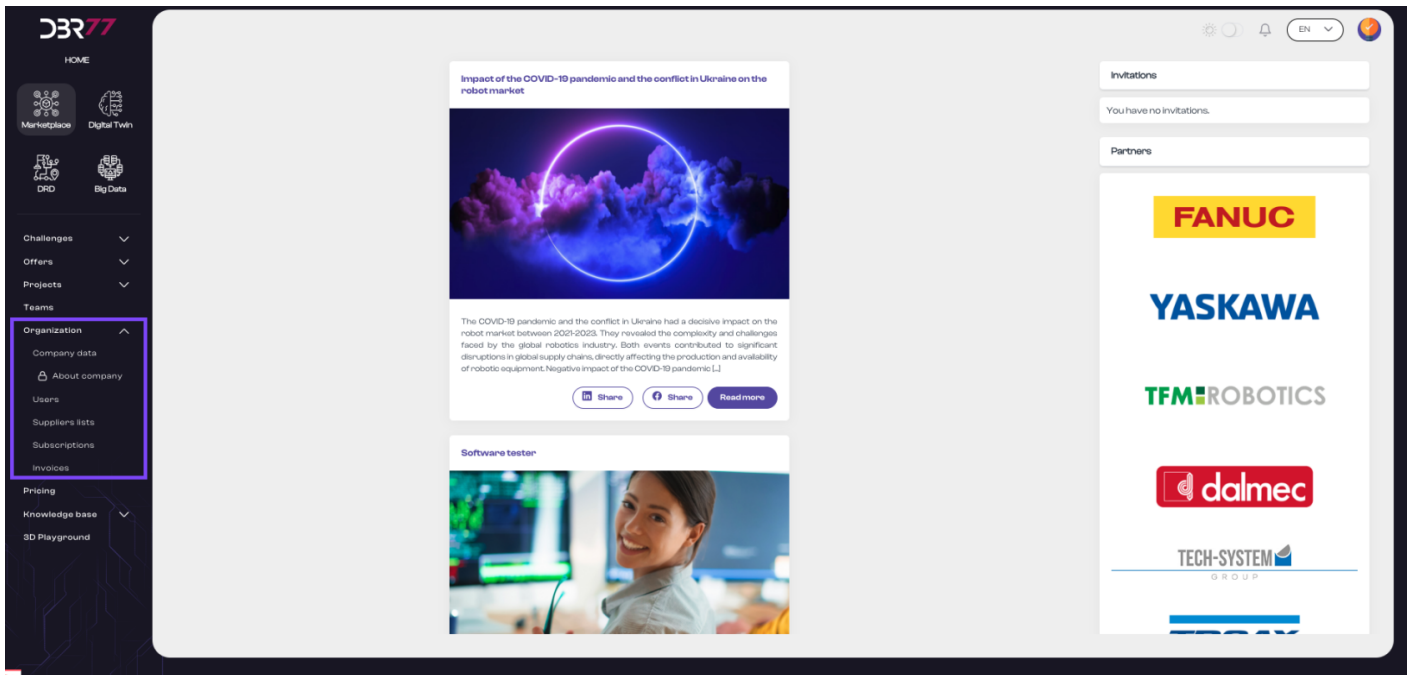 DBR77
HOME
Marketplace
Digital Twin
DRD
Big Data
Challenges
Offers
Projects
Teams
Organization
Company data
About company
Users
Suppliers lists
Subscriptions
Invoices
Pricing
Knowledge base
3D Playground
EN
Impact of the COVID-19 pandemic and the conflict in Ukraine on the
robot market
The COVID-19 pandemic and the conflict in Ukraine had a decisive impact on the
robot market between 2021-2023. They revealed the complexity and challenges
faced by the global robotics industry. Both events contributed to significant
disruptions in global supply chains, directly affecting the production and availability
of robotic equipment. Negative impact of the COVID-19 pandemic [...]
Share
Share
Read more
Software tester
Invitations
You have no invitations.
Partners
FANUC
YASKAWA
TFM ROBOTICS
dalmec
TECH-SYSTEM
GROUP